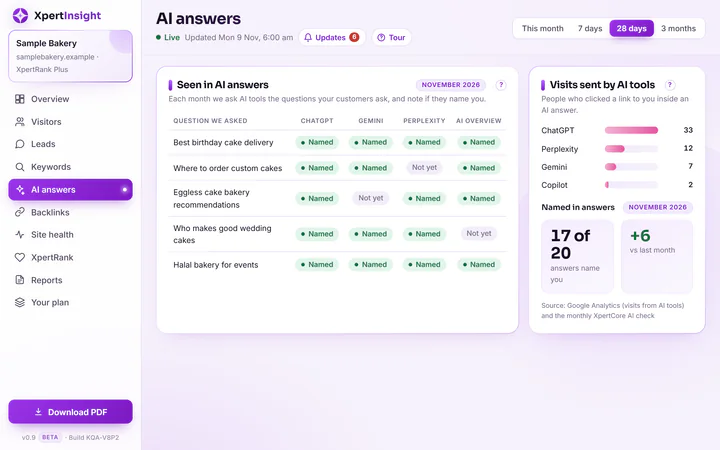 XpertInsight
Sample Bakery
samplebakery.example ·
XpertRank Plus
Overview
Visitors
Leads
Keywords
AI answers
Backlinks
Site health
XpertRank
Reports
Your plan
Download PDF
v0.9 BETA · Build KQA-V8P2
AI answers
Live Updated Mon 9 Nov, 6:00 am Updates 6 Tour
This month 7 days 28 days 3 months
Seen in AI answers NOVEMBER 2026 ?
Each month we ask AI tools the questions your customers ask, and note if they name you.
QUESTION WE ASKED CHATGPT GEMINI PERPLEXITY AI OVERVIEW
Best birthday cake delivery Named Named Named Named
Where to order custom cakes Named Named Not yet Named
Eggless cake bakery
recommendations Named Not yet Named Named
Who makes good wedding
cakes Named Named Named Not yet
Halal bakery for events Named Named Named Named
Visits sent by AI tools ?
People who clicked a link to you inside an
AI answer.
ChatGPT 33
Perplexity 12
Gemini 7
Copilot 2
Named in answers NOVEMBER 2026
17 of
20
answers name
you
+6
vs last month
Source: Google Analytics (visits from AI tools)
and the monthly XpertCore AI check